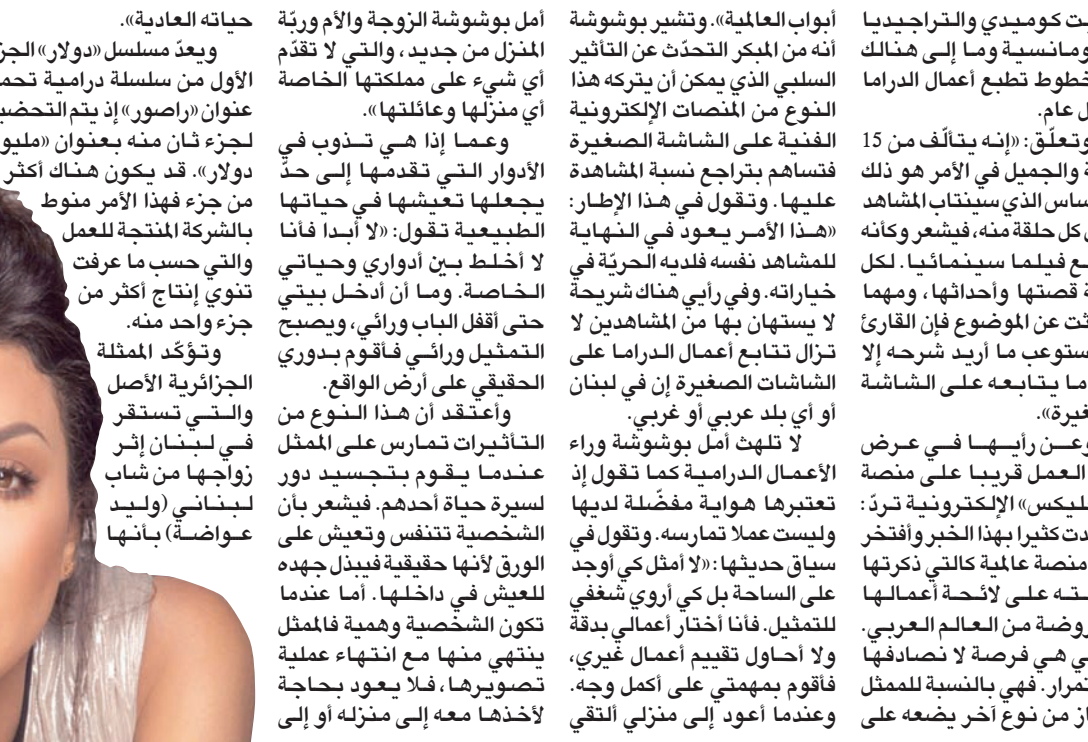 ت كوميدي والتراجيديا
ومانسية وما إلى هنالك
خطوط تطبع أعمال الدراما
ل عام.
وتعلّق: «إنه يتألّف من 15
ة والجميل في الأمر هو ذلك
ساس الذي سينتاب المشاهد
كل حلقة منه، فيشعر وكأنه
ع فيلما سينمائيا. لكل
ة قصتها وأحداثها، ومهما
ثت عن الموضوع فإن القارئ
ستوعب ما أريد شرحه إلا
ما يتابعه على الشاشة
غيرة».
وعن رأيها في عرض
العمل قريبا على منصة
ليكس» الإلكترونية تردّ:
دت كثيرا بهذا الخبر وأفتخر
منصة عالمية كالتي ذكرتها
ـته على لائحة أعمالها
روضة من العالم العربي.
ي هي فرصة لا نصادفها
تمرار. فهي بالنسبة للممثل
از من نوع آخر يضعه على
أبواب العالمية». وتشير بوشوشة
أنه من المبكر التحدّث عن التأثير
السلبي الذي يمكن أن يتركه هذا
النوع من المنصات الإلكترونية
الفنية على الشاشة الصغيرة
فتساهم بتراجع نسبة المشاهدة
عليها. وتقول في هذا الإطار:
«هذا الأمر يعود في النهاية
للمشاهد نفسه فلديه الحريّة في
خياراته. وفي رأيي هناك شريحة
لا يستهان بها من المشاهدين لا
تزال تتابع أعمال الدراما على
الشاشات الصغيرة إن في لبنان
أو أي بلد عربي أو غربي.
لا تلهث أمل بوشوشة وراء
الأعمال الدرامية كما تقول إذ
تعتبرها هواية مفضّلة لديها
وليست عملا تمارسه. وتقول في
سياق حديثها: «لا أمثل كي أوجد
على الساحة بل كي أروي شغفي
للتمثيل. فأنا أختار أعمالي بدقة
ولا أحاول تقييم أعمال غيري،
فأقوم بمهمتي على أكمل وجه.
وعندما أعود إلى منزلي ألتقي
أمل بوشوشة الزوجة والأم وربّة
المنزل من جديد، والتي لا تقدّم
أي شيء على مملكتها الخاصة
أي منزلها وعائلتها».
وعما إذا هي تذوب في
الأدوار التي تقدمها إلى حدّ
يجعلها تعيشها في حياتها
الطبيعية تقول: «لا أبدا فأنا
لا أخلط بين أدواري وحياتي
الخاصة. وما أن أدخل بيتي
حتى أقفل الباب ورائي، ويصبح
التمثيل ورائي فأقوم بدوري
الحقيقي على أرض الواقع.
وأعتقد أن هذا النوع من
التأثيرات تمارس على الممثل
عندما يقوم بتجسيد دور
لسيرة حياة أحدهم. فيشعر بأن
الشخصية تتنفس وتعيش على
الورق لأنها حقيقية فيبذل جهده
للعيش في داخلها. أما عندما
تكون الشخصية وهمية فالممثل
ينتهي منها مع انتهاء عملية
تصويرها، فلا يعود بحاجة
لأخذها معه إلى منزله أو إلى
حياته العادية».
ويعدّ مسلسل «دولار» الجز
الأول من سلسلة درامية تحم
عنوان «راصور» إذ يتم التحضي
لجزء ثان منه بعنوان «مليو
دولار». قد يكون هناك أكثر
من جزء فهذا الأمر منوط
بالشركة المنتجة للعمل
والتي حسب ما عرفت
تنوي إنتاج أكثر من
جزء واحد منه.
وتؤكّد الممثلة
الجزائرية الأصل
والتي تستقر
في لبنان إثر
زواجها من شاب
لبناني (وليد
عواضة) بأنها